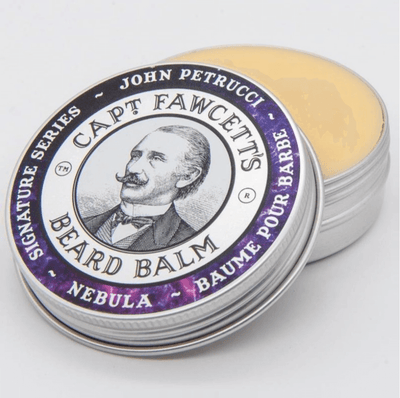 SIGNATURE SERIES ~ JOHN PETRUCCI ~
CAPT FAWCETT'S
TM
R
BEARD BALM
~ NEBULA ~ BAUME POUR BARBE